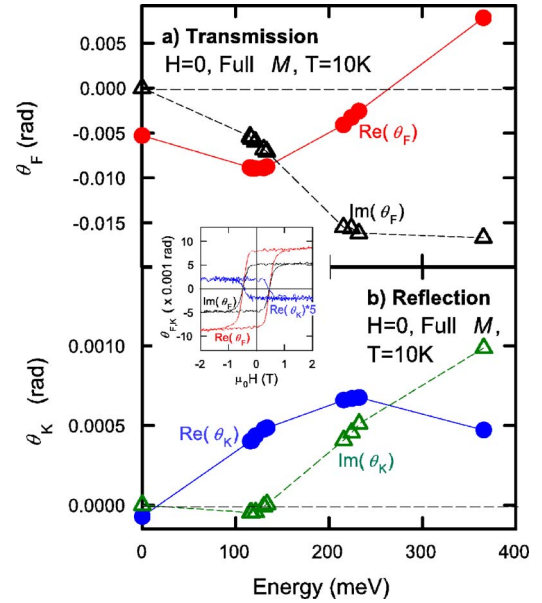 a) Transmission
H=0, Full M, T=10K
0.005
0.000
-0.005
-0.010
-0.015
θF (rad)
Re(θF)
Im(θF)
10
5
0
-5
-10
θF,K ( x 0.001 rad)
Im(θF)
Re(θK)*5
Re(θF)
-2 -1 0 1 2
μ0H (T)
b) Reflection
H=0, Full M,
T=10K
0.0010
0.0005
0.0000
θK (rad)
Re(θK)
Im(θK)
0 100 200 300 400
Energy (meV)